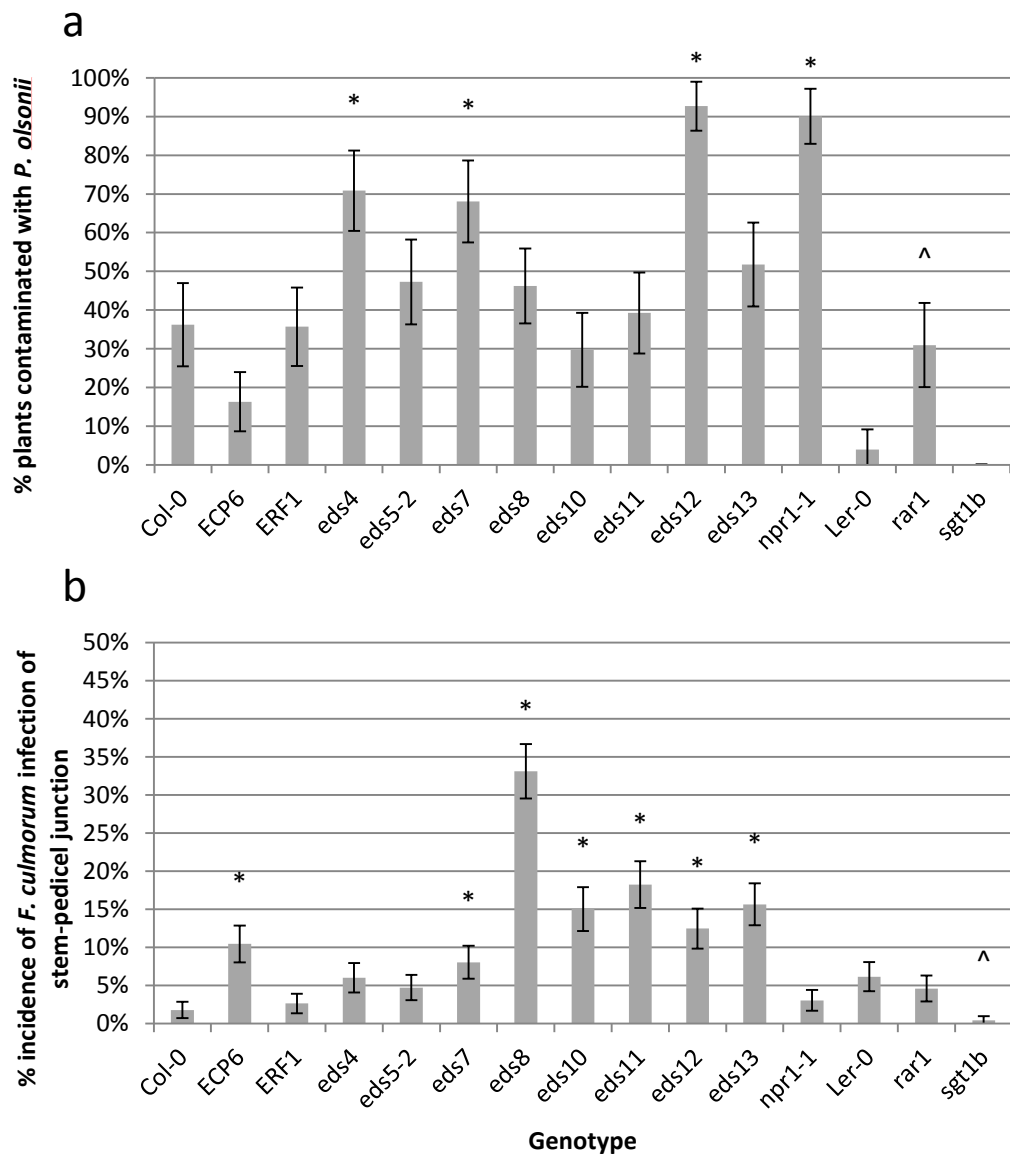 a
% plants contaminated with P. olsonii
100%
90%
80%
70%
60%
50%
40%
30%
20%
10%
0%
* * * * ^
Col-0 ECP6 ERF1 eds4 eds5-2 eds7 eds8 eds10 eds11 eds12 eds13 npr1-1 Ler-0 rar1 sgt1b
b
% incidence of F. culmorum infection of
stem-pedicel junction
50%
45%
40%
35%
30%
25%
20%
15%
10%
5%
0%
* * * * * * * ^
Col-0 ECP6 ERF1 eds4 eds5-2 eds7 eds8 eds10 eds11 eds12 eds13 npr1-1 Ler-0 rar1 sgt1b
Genotype